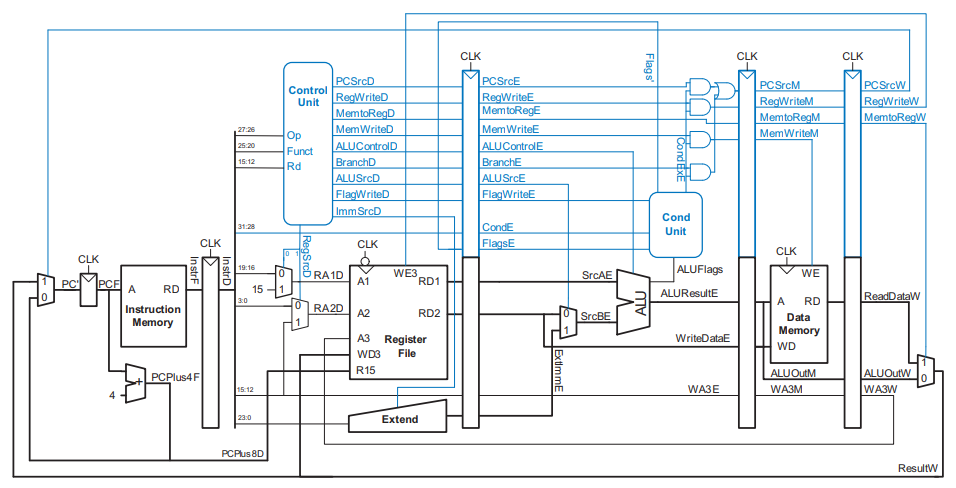 CLK CLK CLK
Control Unit
Op
Funct
Rd
27:26
25:20
15:12
PCSrcD
RegWriteD
MemtoRegD
MemWriteD
ALUControlD
BranchD
ALUSrcD
FlagWriteD
ImmSrcD
RegSrcD
PCSrcE
RegWriteE
MemtoRegE
MemWriteE
ALUControlE
BranchE
ALUSrcE
FlagWriteE
CondE
FlagsE
Flags'
CondExE
Cond Unit
ALUFlags
PCSrcM
RegWriteM
MemtoRegM
MemWriteM
PCSrcW
RegWriteW
MemtoRegW
31:28
CLK CLK CLK CLK
1
0
PC'
PCF
A RD
Instruction Memory
InstrF
InstrD
19:16
15
3:0
0 1
0
1
0
1
RA1D
RA2D
A1
A2
A3
WD3
R15
WE3
RD1
RD2
Register File
SrcAE
SrcBE
0
1
ALU
ALUResultE
WriteDataE
ExtImmE
A RD
WD
WE
Data Memory
ReadDataW
ALUOutM
ALUOutW
1
0
PCPlus4F
+
4
15:12
23:0
Extend
WA3E
WA3M
WA3W
PCPlus8D
ResultW